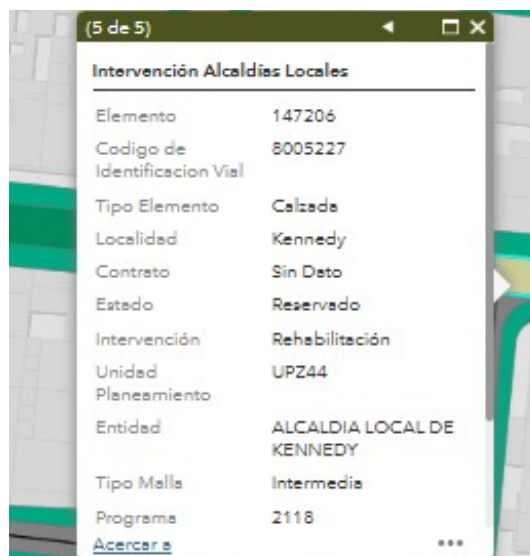 (5 de 5)
Intervención Alcaldías Locales
Elemento 147206
Codigo de Identificacion Vial 8005227
Tipo Elemento Calzada
Localidad Kennedy
Contrato Sin Dato
Estado Reservado
Intervención Rehabilitación
Unidad Planeamiento UPZ44
Entidad ALCALDIA LOCAL DE KENNEDY
Tipo Malla Intermedia
Programa 2118
Acercar a